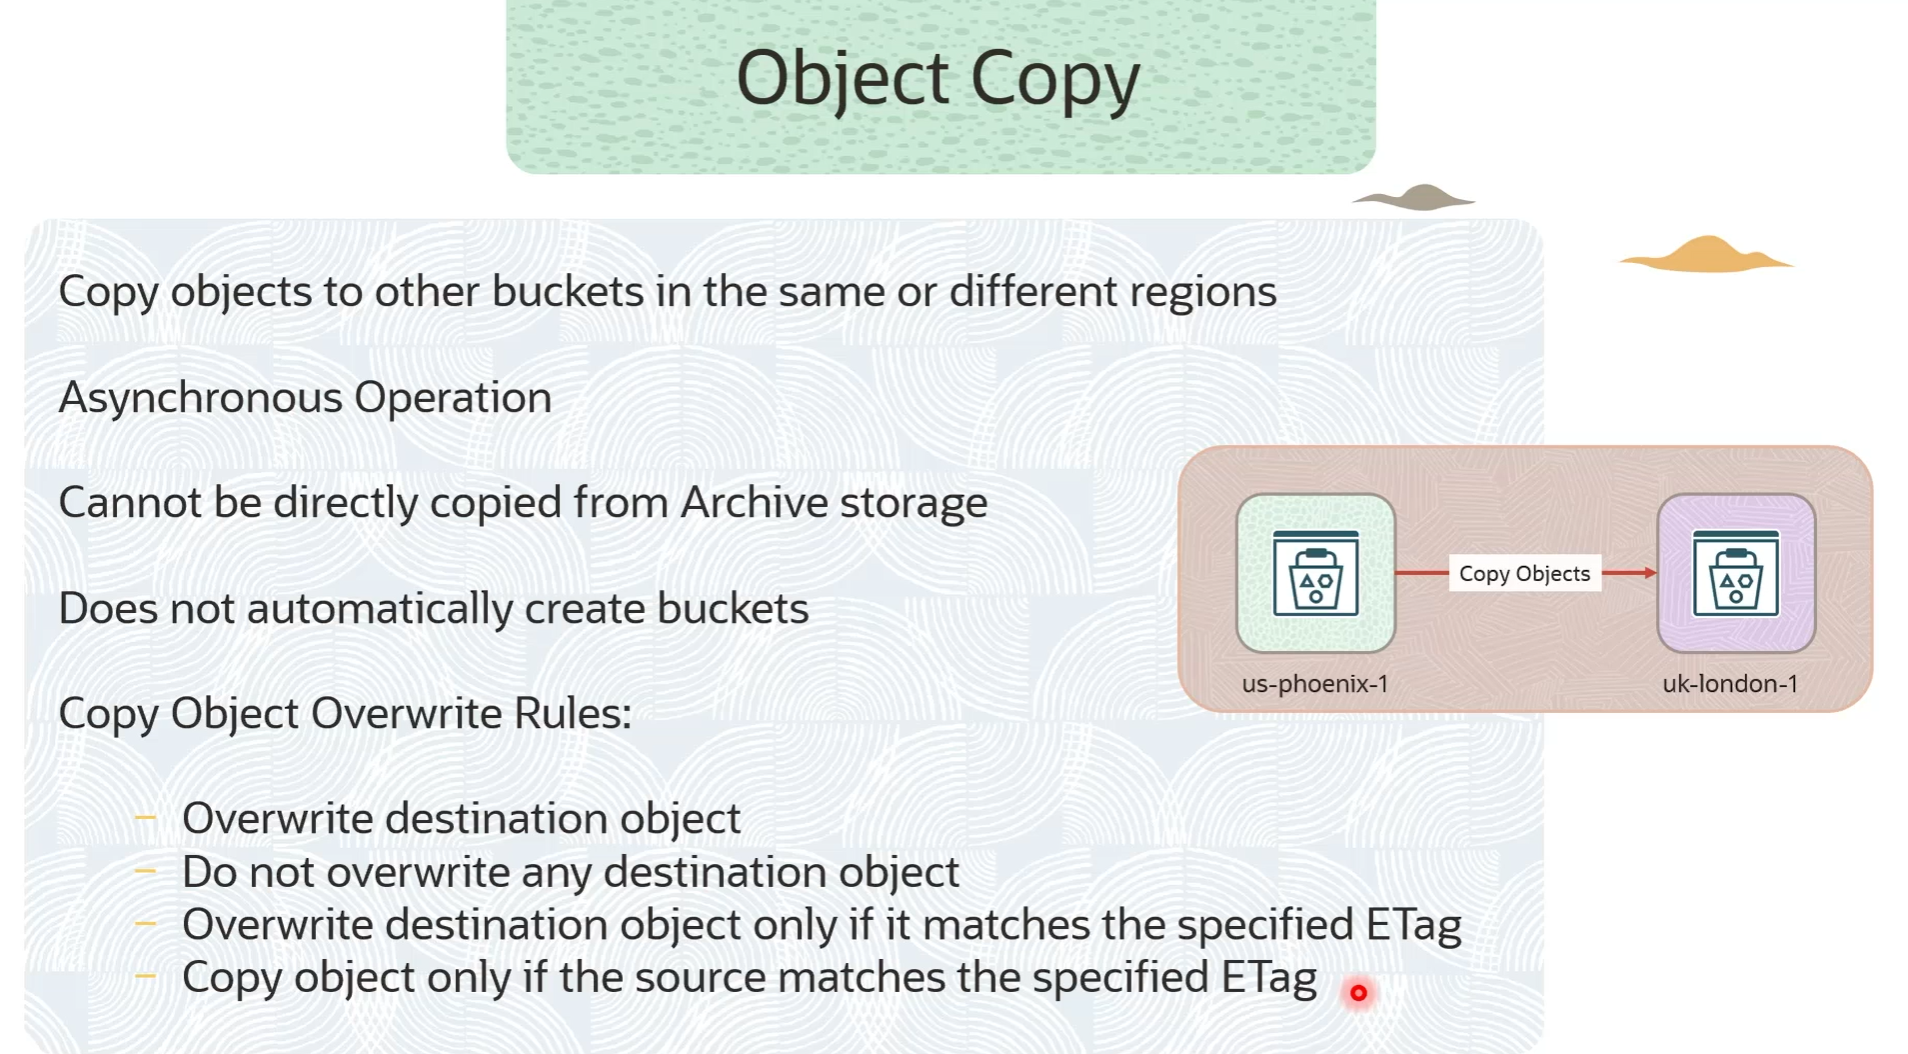 Object Copy
Copy objects to other buckets in the same or different regions
Asynchronous Operation
Cannot be directly copied from Archive storage
Does not automatically create buckets
Copy Object Overwrite Rules:
– Overwrite destination object
– Do not overwrite any destination object
– Overwrite destination object only if it matches the specified ETag
– Copy object only if the source matches the specified ETag
Copy Objects
us-phoenix-1
uk-london-1